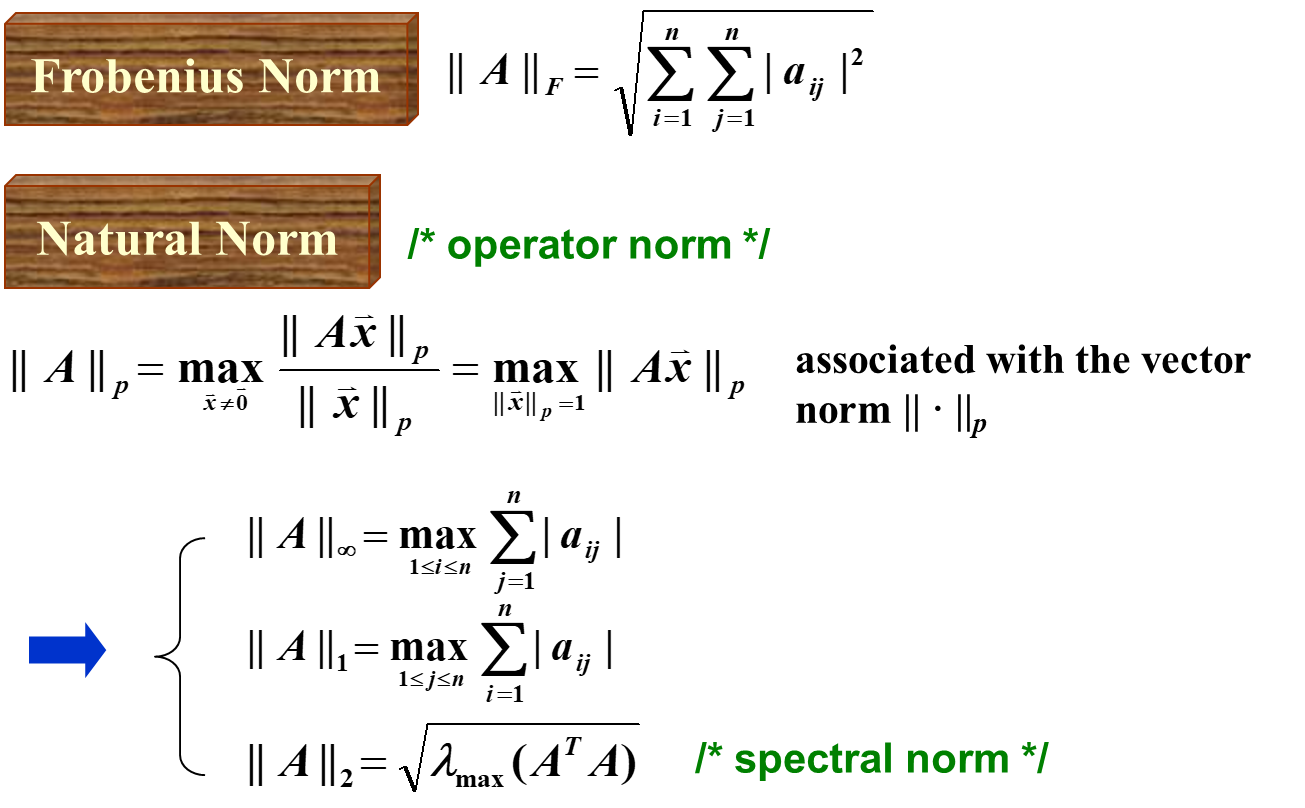 Frobenius Norm
$\| A \|_F = \sqrt{\sum_{i=1}^{n} \sum_{j=1}^{n} | a_{ij} |^2}$
Natural Norm /* operator norm */
$\| A \|_p = \max_{\vec{x} \neq \vec{0}} \frac{\| A\vec{x} \|_p}{\| \vec{x} \|_p} = \max_{\| \vec{x} \|_p = 1} \| A\vec{x} \|_p$
associated with the vector
norm $\| \cdot \|_p$
$\| A \|_\infty = \max_{1 \le i \le n} \sum_{j=1}^{n} | a_{ij} |$
$\| A \|_1 = \max_{1 \le j \le n} \sum_{i=1}^{n} | a_{ij} |$
$\| A \|_2 = \sqrt{\lambda_{\max} (A^T A)}$ /* spectral norm */